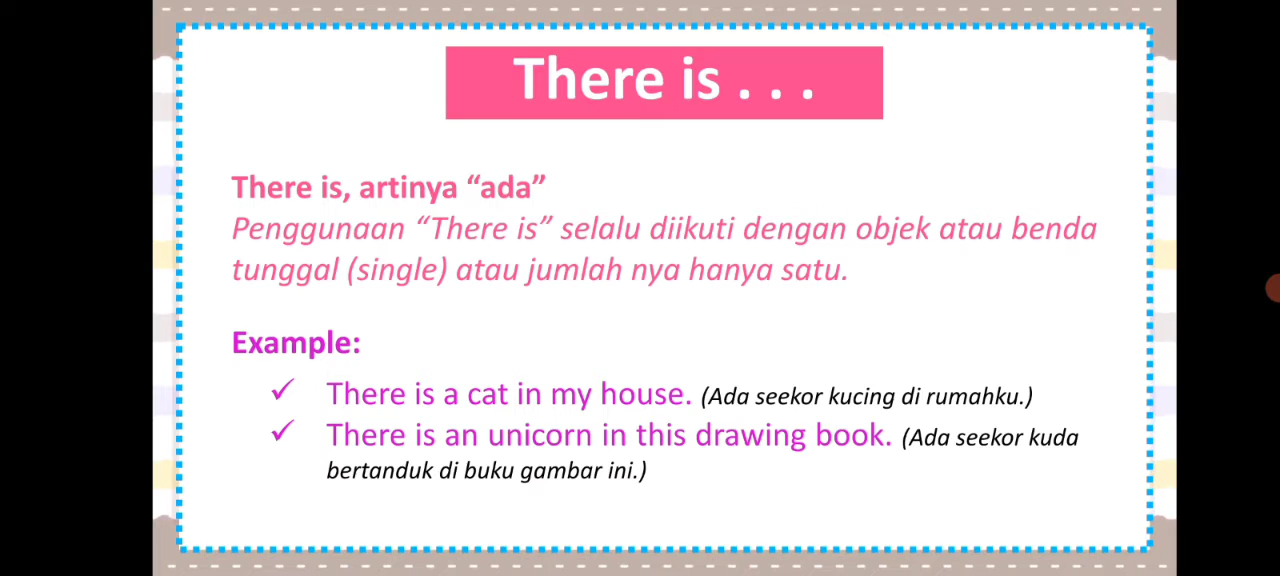 There is . . .
There is, artinya “ada”
Penggunaan “There is” selalu diikuti dengan objek atau benda
tunggal (single) atau jumlah nya hanya satu.
Example:
✓ There is a cat in my house. (Ada seekor kucing di rumahku.)
✓ There is an unicorn in this drawing book. (Ada seekor kuda
bertanduk di buku gambar ini.)